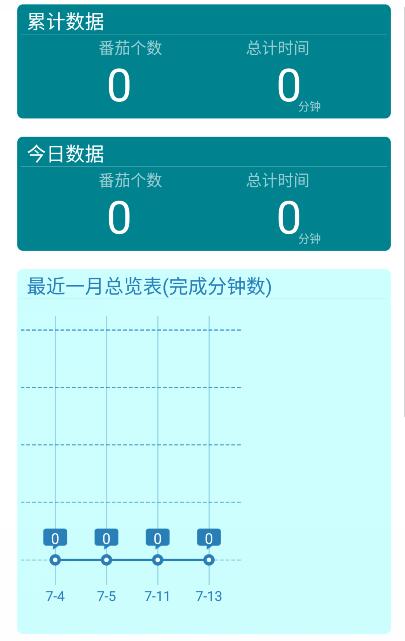 累计数据
番茄个数 总计时间
0 0分钟
今日数据
番茄个数 总计时间
0 0分钟
最近一月总览表(完成分钟数)
0 0 0 0
7-4 7-5 7-11 7-13